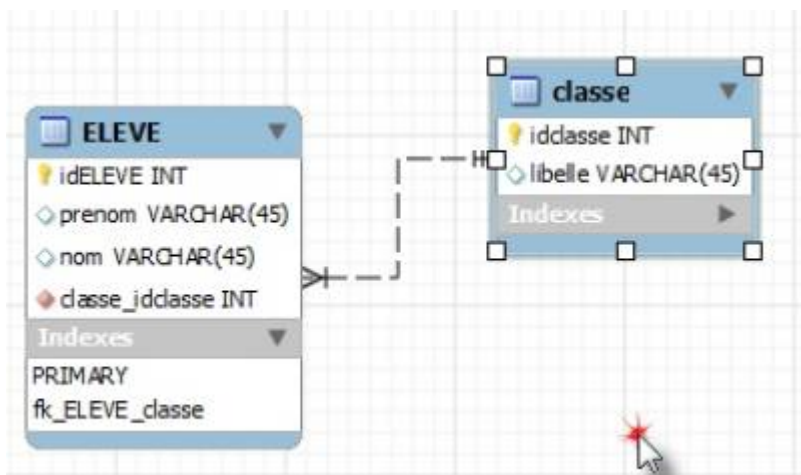 ELEVE
idELEVE INT
prenom VARCHAR(45)
nom VARCHAR(45)
classe_idclasse INT
Indexes
PRIMARY
fk_ELEVE_classe
classe
idclasse INT
libelle VARCHAR(45)
Indexes